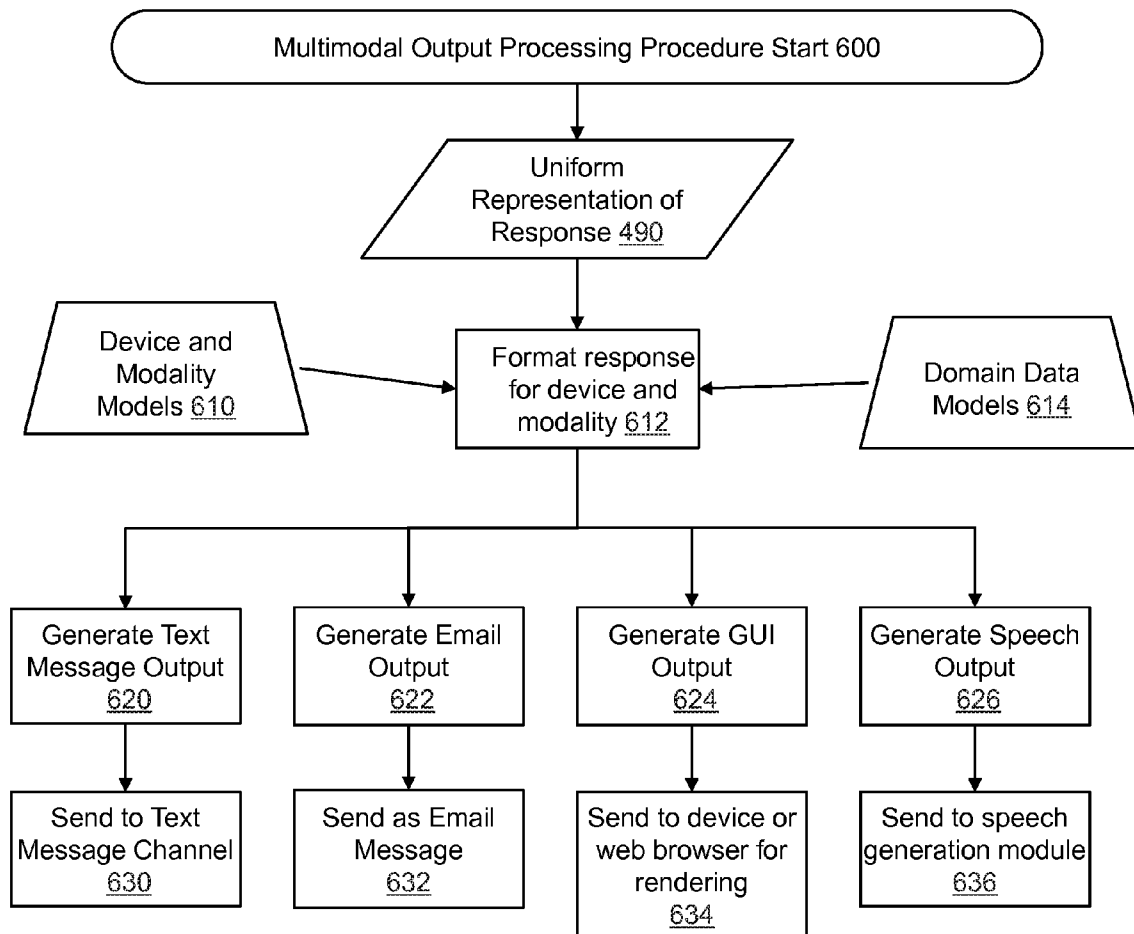 Multimodal Output Processing Procedure Start 600
Uniform
Representation of
Response 490
Device and
Modality
Models 610
Format response
for device and
modality 612
Domain Data
Models 614
Generate Text
Message Output
620
Generate Email
Output
622
Generate GUI
Output
624
Generate Speech
Output
626
Send to Text
Message Channel
630
Send as Email
Message
632
Send to device or
web browser for
rendering
634
Send to speech
generation module
636